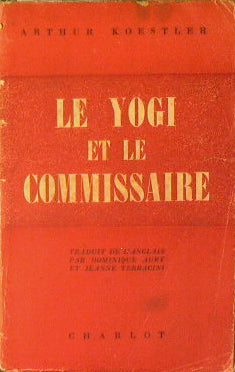 ARTHUR KOESTLER
LE YOGI
ET LE
COMMISSAIRE
TRADUIT DE L'ANGLAIS
PAR DOMINIQUE AURY
ET JEANNE TERRACINI
CHARLOT